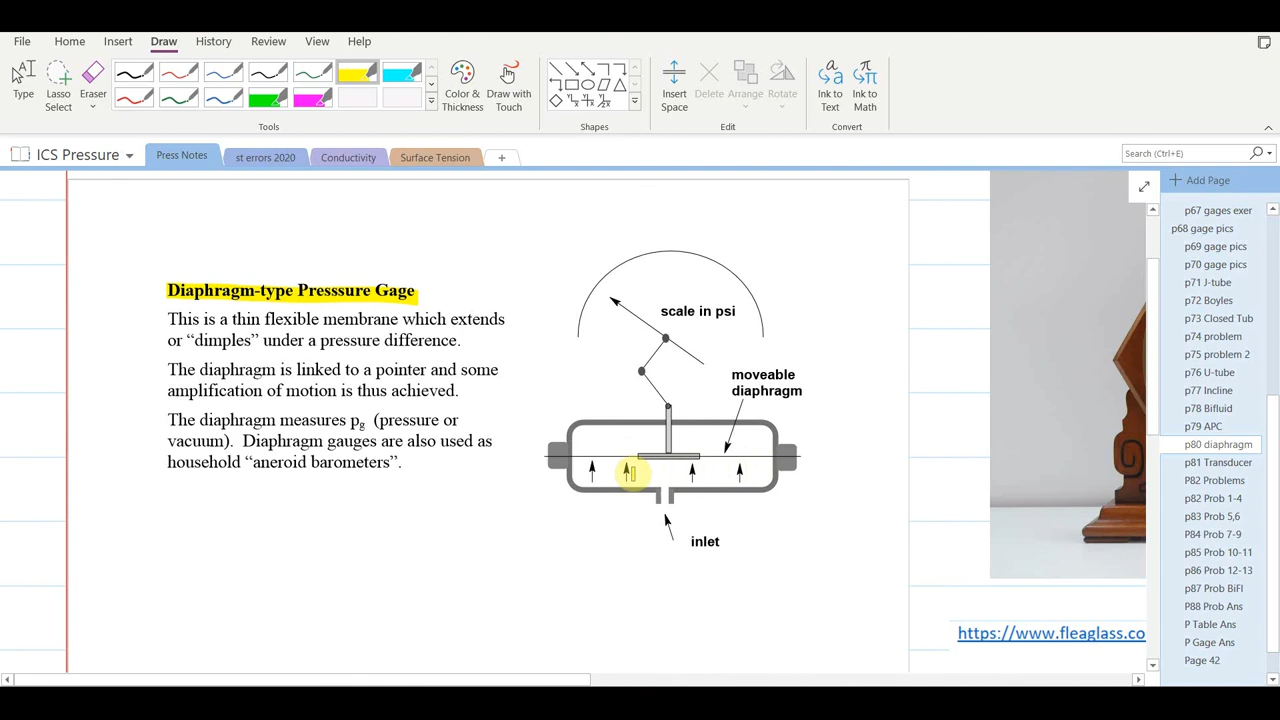 File Home Insert Draw History Review View Help
Type
Lasso
Select
Eraser
Color &
Thickness
Draw with
Touch
Insert
Space
Delete
Arrange
Rotate
Ink to
Text
Ink to
Math
Tools
Shapes
Edit
Convert
ICS Pressure
Press Notes
st errors 2020
Conductivity
Surface Tension
Search (Ctrl+E)
Add Page
Diaphragm-type Presssure Gage
This is a thin flexible membrane which extends
or “dimples” under a pressure difference.
The diaphragm is linked to a pointer and some
amplification of motion is thus achieved.
The diaphragm measures pg (pressure or
vacuum). Diaphragm gauges are also used as
household “aneroid barometers”.
scale in psi
moveable
diaphragm
inlet
https://www.fleaglass.co
p67 gages exer
p68 gage pics
p69 gage pics
p70 gage pics
p71 J-tube
p72 Boyles
p73 Closed Tub
p74 problem
p75 problem 2
p76 U-tube
p77 Incline
p78 Bifluid
p79 APC
p80 diaphragm
p81 Transducer
P82 Problems
p82 Prob 1-4
p83 Prob 5,6
P84 Prob 7-9
p85 Prob 10-11
p86 Prob 12-13
p87 Prob BiFI
P88 Prob Ans
P Table Ans
P Gage Ans
Page 42